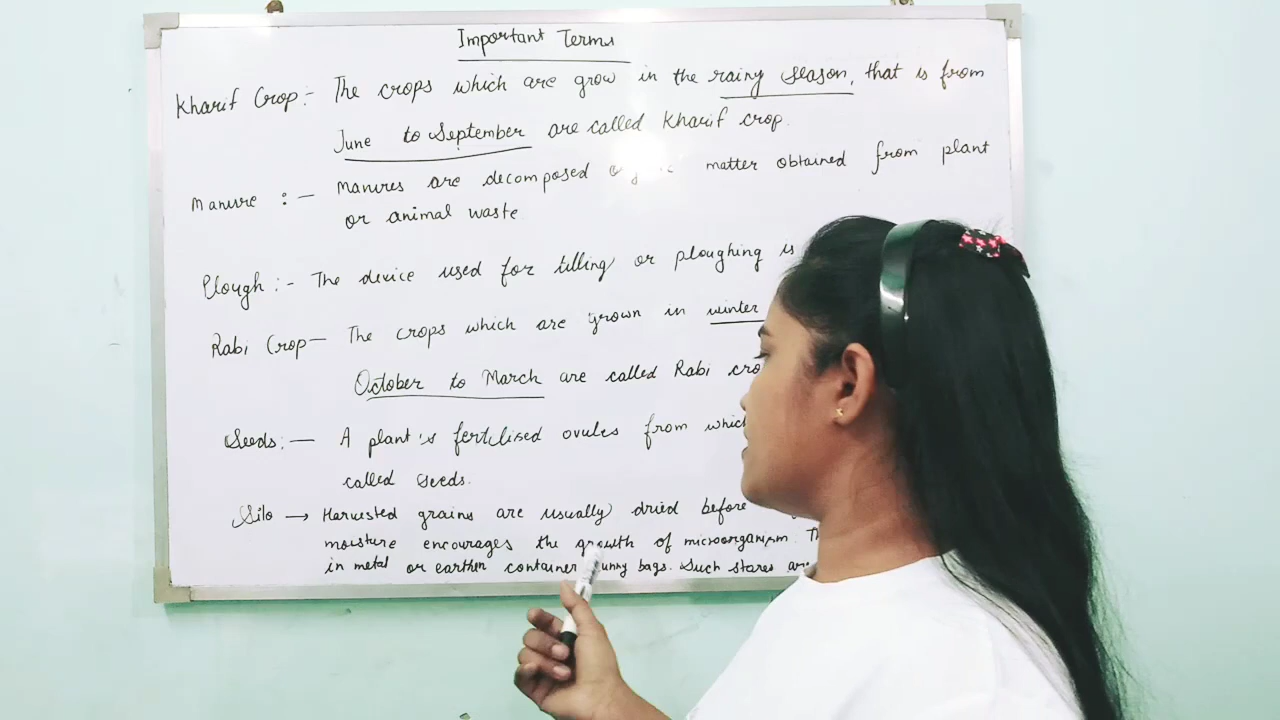 Important Terms
Kharif Crop:- The crops which are grow in the rainy season, that is from
June to September are called Kharif crop.
Manure :- Manures are decomposed matter obtained from plant
or animal waste
Plough :- The device used for tilling or ploughing is
Rabi Crop- The crops which are grown in winter
October to March are called Rabi
Seeds:- A plant's fertilised ovules from
called seeds.
Silo → Harvested grains are usually dried before
moisture encourages the growth of microorganism.
in metal or earthen container bags. Such stores are